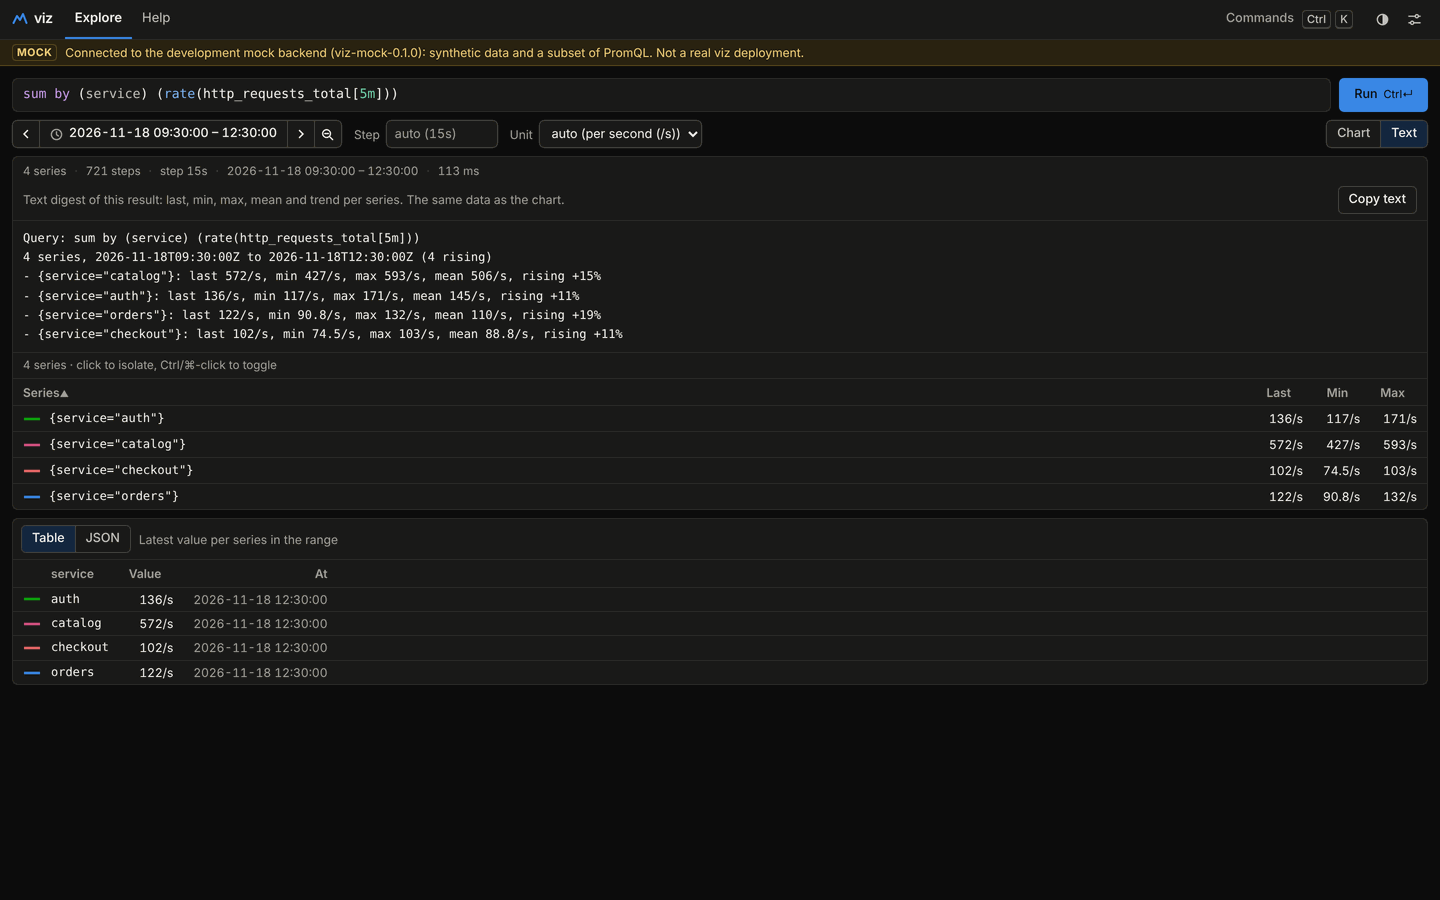 viz Explore Help Commands Ctrl K
MOCK Connected to the development mock backend (viz-mock-0.1.0): synthetic data and a subset of PromQL. Not a real viz deployment.
sum by (service) (rate(http_requests_total[5m])) Run Ctrl↵
2026-11-18 09:30:00 – 12:30:00 Step auto (15s) Unit auto (per second (/s)) Chart Text
4 series · 721 steps · step 15s · 2026-11-18 09:30:00 – 12:30:00 · 113 ms
Text digest of this result: last, min, max, mean and trend per series. The same data as the chart. Copy text
Query: sum by (service) (rate(http_requests_total[5m]))
4 series, 2026-11-18T09:30:00Z to 2026-11-18T12:30:00Z (4 rising)
- {service="catalog"}: last 572/s, min 427/s, max 593/s, mean 506/s, rising +15%
- {service="auth"}: last 136/s, min 117/s, max 171/s, mean 145/s, rising +11%
- {service="orders"}: last 122/s, min 90.8/s, max 132/s, mean 110/s, rising +19%
- {service="checkout"}: last 102/s, min 74.5/s, max 103/s, mean 88.8/s, rising +11%
4 series · click to isolate, Ctrl/⌘-click to toggle
Series▲ Last Min Max
{service="auth"} 136/s 117/s 171/s
{service="catalog"} 572/s 427/s 593/s
{service="checkout"} 102/s 74.5/s 103/s
{service="orders"} 122/s 90.8/s 132/s
Table JSON Latest value per series in the range
service Value At
auth 136/s 2026-11-18 12:30:00
catalog 572/s 2026-11-18 12:30:00
checkout 102/s 2026-11-18 12:30:00
orders 122/s 2026-11-18 12:30:00